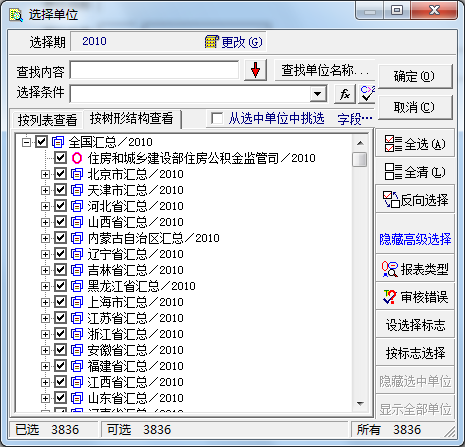 选择单位
选择期 2010 更改(G)
查找内容 查找单位名称... 确定(O)
选择条件 fx C>2 取消(C)
按列表查看 按树形结构查看 从选中单位中挑选 字段…
全国汇总／2010
住房和城乡建设部住房公积金监管司／2010
北京市汇总／2010
天津市汇总／2010
河北省汇总／2010
山西省汇总／2010
内蒙古自治区汇总／2010
辽宁省汇总／2010
吉林省汇总／2010
黑龙江省汇总／2010
上海市汇总／2010
江苏省汇总／2010
浙江省汇总／2010
安徽省汇总／2010
福建省汇总／2010
江西省汇总／2010
山东省汇总／2010
河南省汇总／2010
全选(A)
全清(L)
反向选择
隐藏高级选择
报表类型
审核错误
设选择标志
按标志选择
隐藏选中单位
显示全部单位
已选 3836 可选 3836 所有 3836